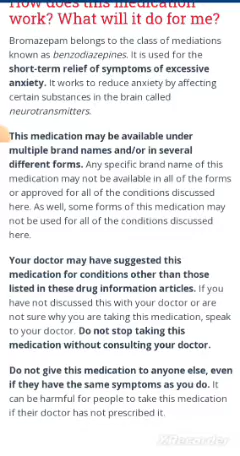 How does this medication
work? What will it do for me?
Bromazepam belongs to the class of mediations
known as benzodiazepines. It is used for the
short-term relief of symptoms of excessive
anxiety. It works to reduce anxiety by affecting
certain substances in the brain called
neurotransmitters.
This medication may be available under
multiple brand names and/or in several
different forms. Any specific brand name of this
medication may not be available in all of the forms
or approved for all of the conditions discussed
here. As well, some forms of this medication may
not be used for all of the conditions discussed
here.
Your doctor may have suggested this
medication for conditions other than those
listed in these drug information articles. If you
have not discussed this with your doctor or are
not sure why you are taking this medication, speak
to your doctor. Do not stop taking this
medication without consulting your doctor.
Do not give this medication to anyone else, even
if they have the same symptoms as you do. It
can be harmful for people to take this medication
if their doctor has not prescribed it.
XRecorder